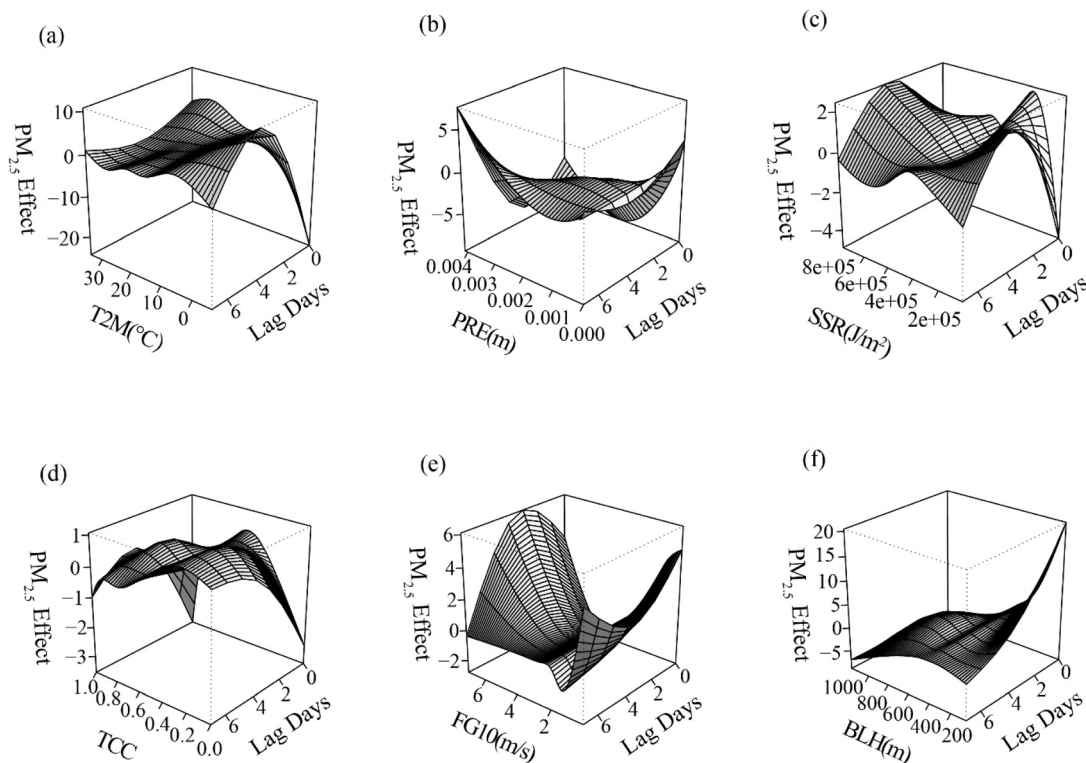 (a)
10
0
−10
−20
PM2.5 Effect
30
20
10
0
T2M(°C)
6
4
2
0
Lag Days
(b)
5
0
−5
PM2.5 Effect
0.004
0.003
0.002
0.001
0.000
PRE(m)
6
4
2
0
Lag Days
(c)
2
0
−2
−4
PM2.5 Effect
8e+05
6e+05
4e+05
2e+05
SSR(J/m²)
6
4
2
0
Lag Days
(d)
1
0
−1
−2
−3
PM2.5 Effect
1.0
0.8
0.6
0.4
0.2
0.0
TCC
6
4
2
0
Lag Days
(e)
6
4
2
0
−2
PM2.5 Effect
6
4
2
FG10(m/s)
6
4
2
0
Lag Days
(f)
20
15
10
5
0
−5
PM2.5 Effect
1000
800
600
400
200
BLH(m)
6
4
2
0
Lag Days